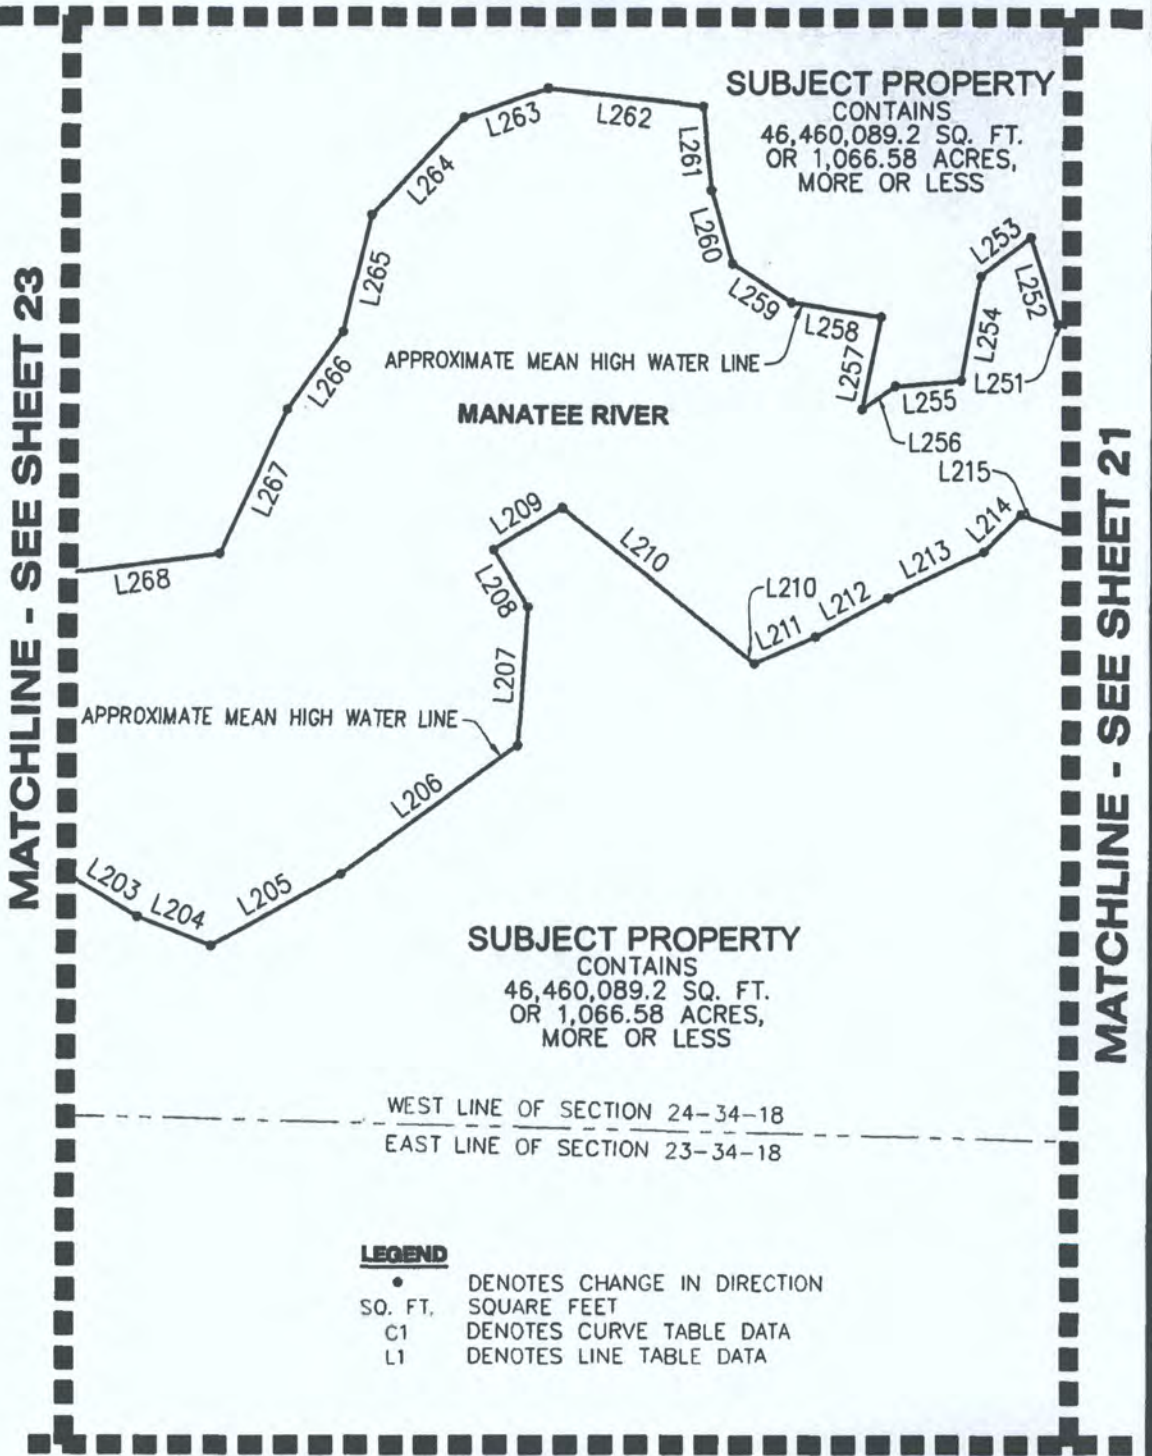 SUBJECT PROPERTY
CONTAINS
46,460,089.2 SQ. FT.
OR 1,066.58 ACRES,
MORE OR LESS
L263
L262
L261
L264
L260
L253
L252
L265
L259
L258
L254
L257
L251
APPROXIMATE MEAN HIGH WATER LINE
L266
L255
MANATEE RIVER
L256
L215
L267
L209
L214
L210
L213
L268
L208
L210
L212
L211
L207
APPROXIMATE MEAN HIGH WATER LINE
L206
L203
L204
L205
MATCHLINE - SEE SHEET 23
MATCHLINE - SEE SHEET 21
SUBJECT PROPERTY
CONTAINS
46,460,089.2 SQ. FT.
OR 1,066.58 ACRES,
MORE OR LESS
WEST LINE OF SECTION 24-34-18
EAST LINE OF SECTION 23-34-18
LEGEND
• DENOTES CHANGE IN DIRECTION
SQ. FT. SQUARE FEET
C1 DENOTES CURVE TABLE DATA
L1 DENOTES LINE TABLE DATA